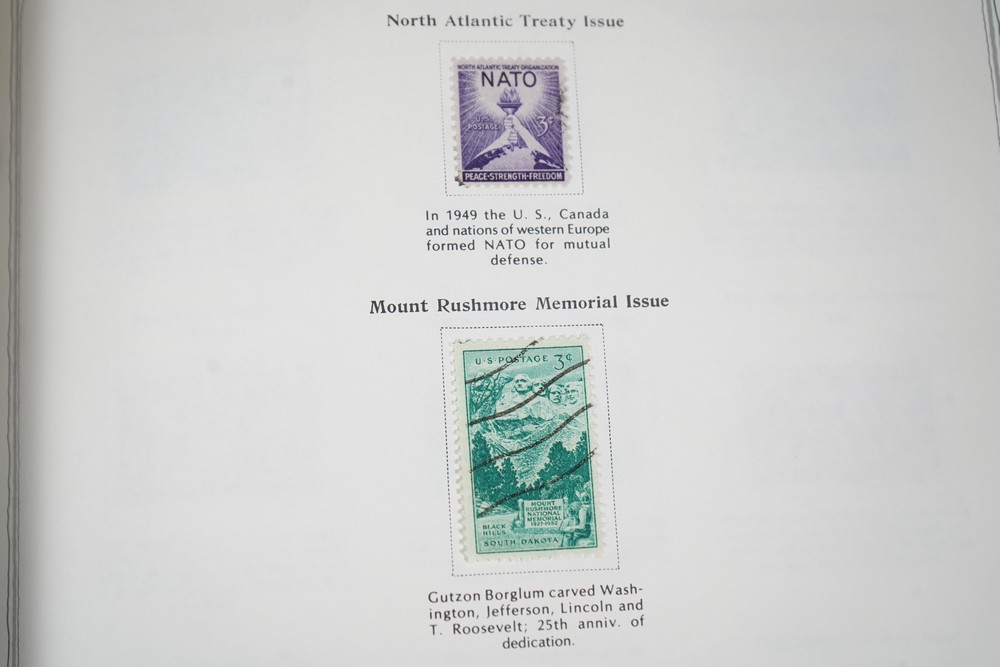 North Atlantic Treaty Issue
NORTH ATLANTIC TREATY ORGANIZATION
NATO
U.S. POSTAGE 3¢
PEACE-STRENGTH-FREEDOM
In 1949 the U. S., Canada
and nations of western Europe
formed NATO for mutual
defense.
Mount Rushmore Memorial Issue
U·S·POSTAGE 3¢
MOUNT
RUSHMORE
NATIONAL
MEMORIAL
1927-1952
BLACK
HILLS
SOUTH DAKOTA
Gutzon Borglum carved Wash-
ington, Jefferson, Lincoln and
T. Roosevelt; 25th anniv. of
dedication.